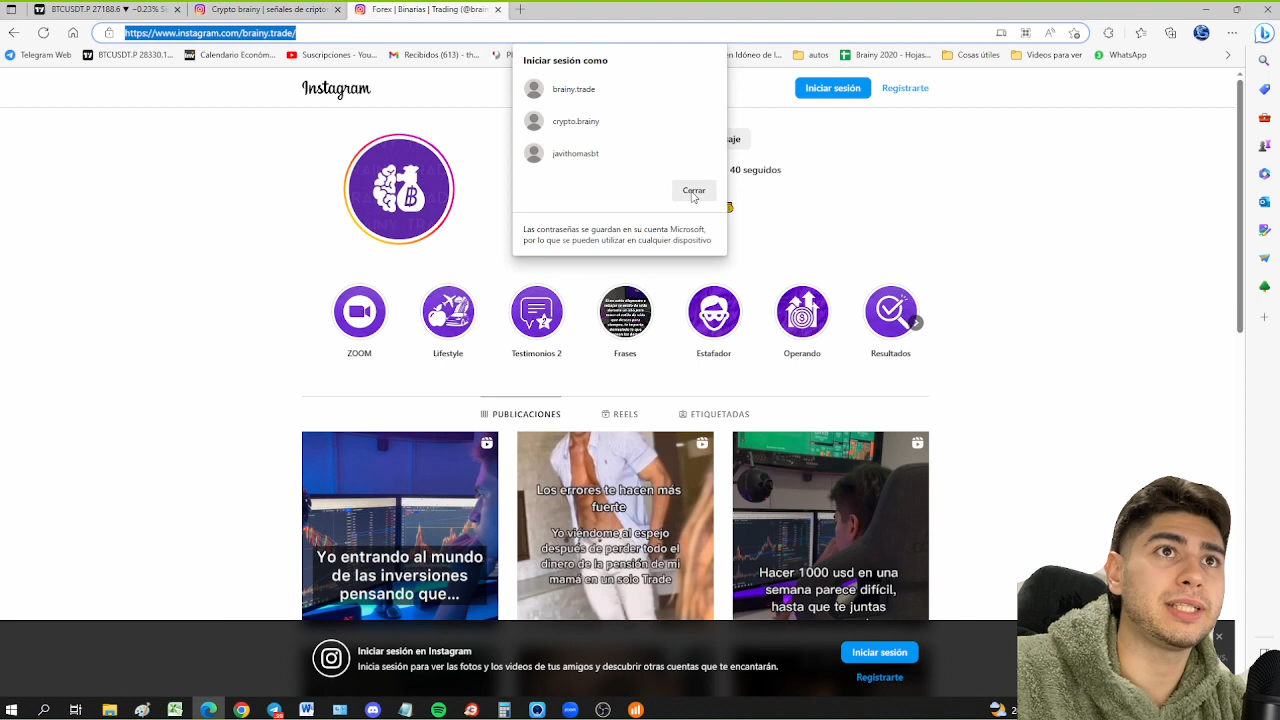 BTCUSDT.P 27188.6 ▼ −0.23% S
Crypto brainy | señales de cripto
Forex | Binarias | Trading (@brain
https://www.instagram.com/brainy.trade/
Telegram Web
BTCUSDT.P 28330.1...
Calendario Económ...
Suscripciones - You...
Recibidos (613) - th...
en Idóneo de l...
autos
Brainy 2020 - Hojas...
Cosas útiles
Videos para ver
WhatsApp
Instagram
Iniciar sesión
Registrarte
Iniciar sesión como
brainy.trade
crypto.brainy
javithomasbt
Cerrar
Las contraseñas se guardan en su cuenta Microsoft,
por lo que se pueden utilizar en cualquier dispositivo
aje
40 seguidos
ZOOM
Lifestyle
Testimonios 2
Frases
Estafador
Operando
Resultados
PUBLICACIONES
REELS
ETIQUETADAS
Yo entrando al mundo
de las inversiones
pensando que...
Los errores te hacen más
fuerte
Yo viéndome al espejo
después de perder todo el
dinero de la pensión de mi
mama en un solo Trade
Hacer 1000 usd en una
semana parece difícil,
hasta que te juntas
Iniciar sesión en Instagram
Inicia sesión para ver las fotos y los videos de tus amigos y descubrir otras cuentas que te encantarán.
Iniciar sesión
Registrarte